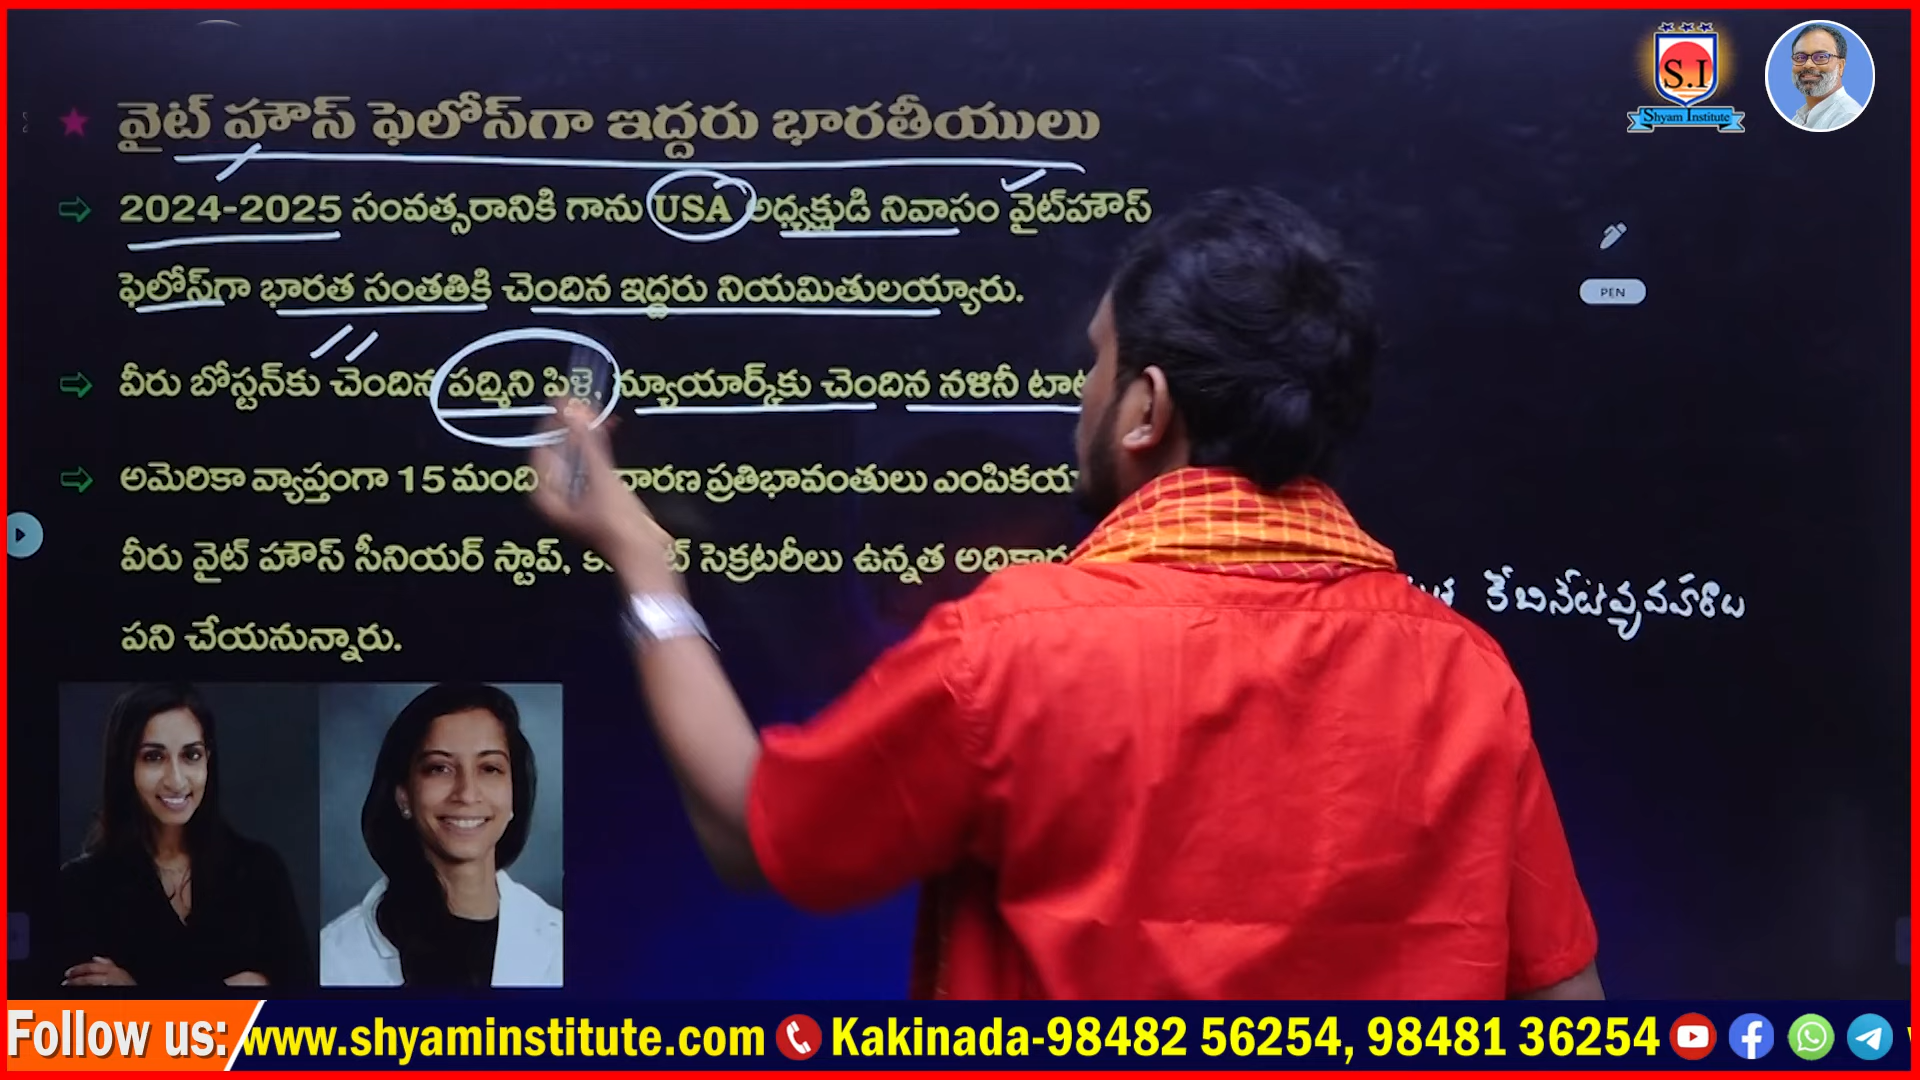 S.I
Shyam Institute
వైట్ హౌస్ ఫెలోస్‌గా ఇద్దరు భారతీయులు
2024-2025 సంవత్సరానికి గాను USA అధ్యక్షుడి నివాసం వైట్‌హౌస్
ఫెలోస్‌గా భారత సంతతికి చెందిన ఇద్దరు నియమితులయ్యారు.
PEN
వీరు బోస్టన్‌కు చెందిన పద్మిని పిళ్లై, న్యూయార్క్‌కు చెందిన నళినీ
అమెరికా వ్యాప్తంగా 15 మంది ప్రతిభావంతులు
వీరు వైట్ హౌస్ సీనియర్ స్టాప్, సెక్రటరీలు ఉన్నత
పని చేయనున్నారు.
Follow us: www.shyaminstitute.com Kakinada-98482 56254, 98481 36254